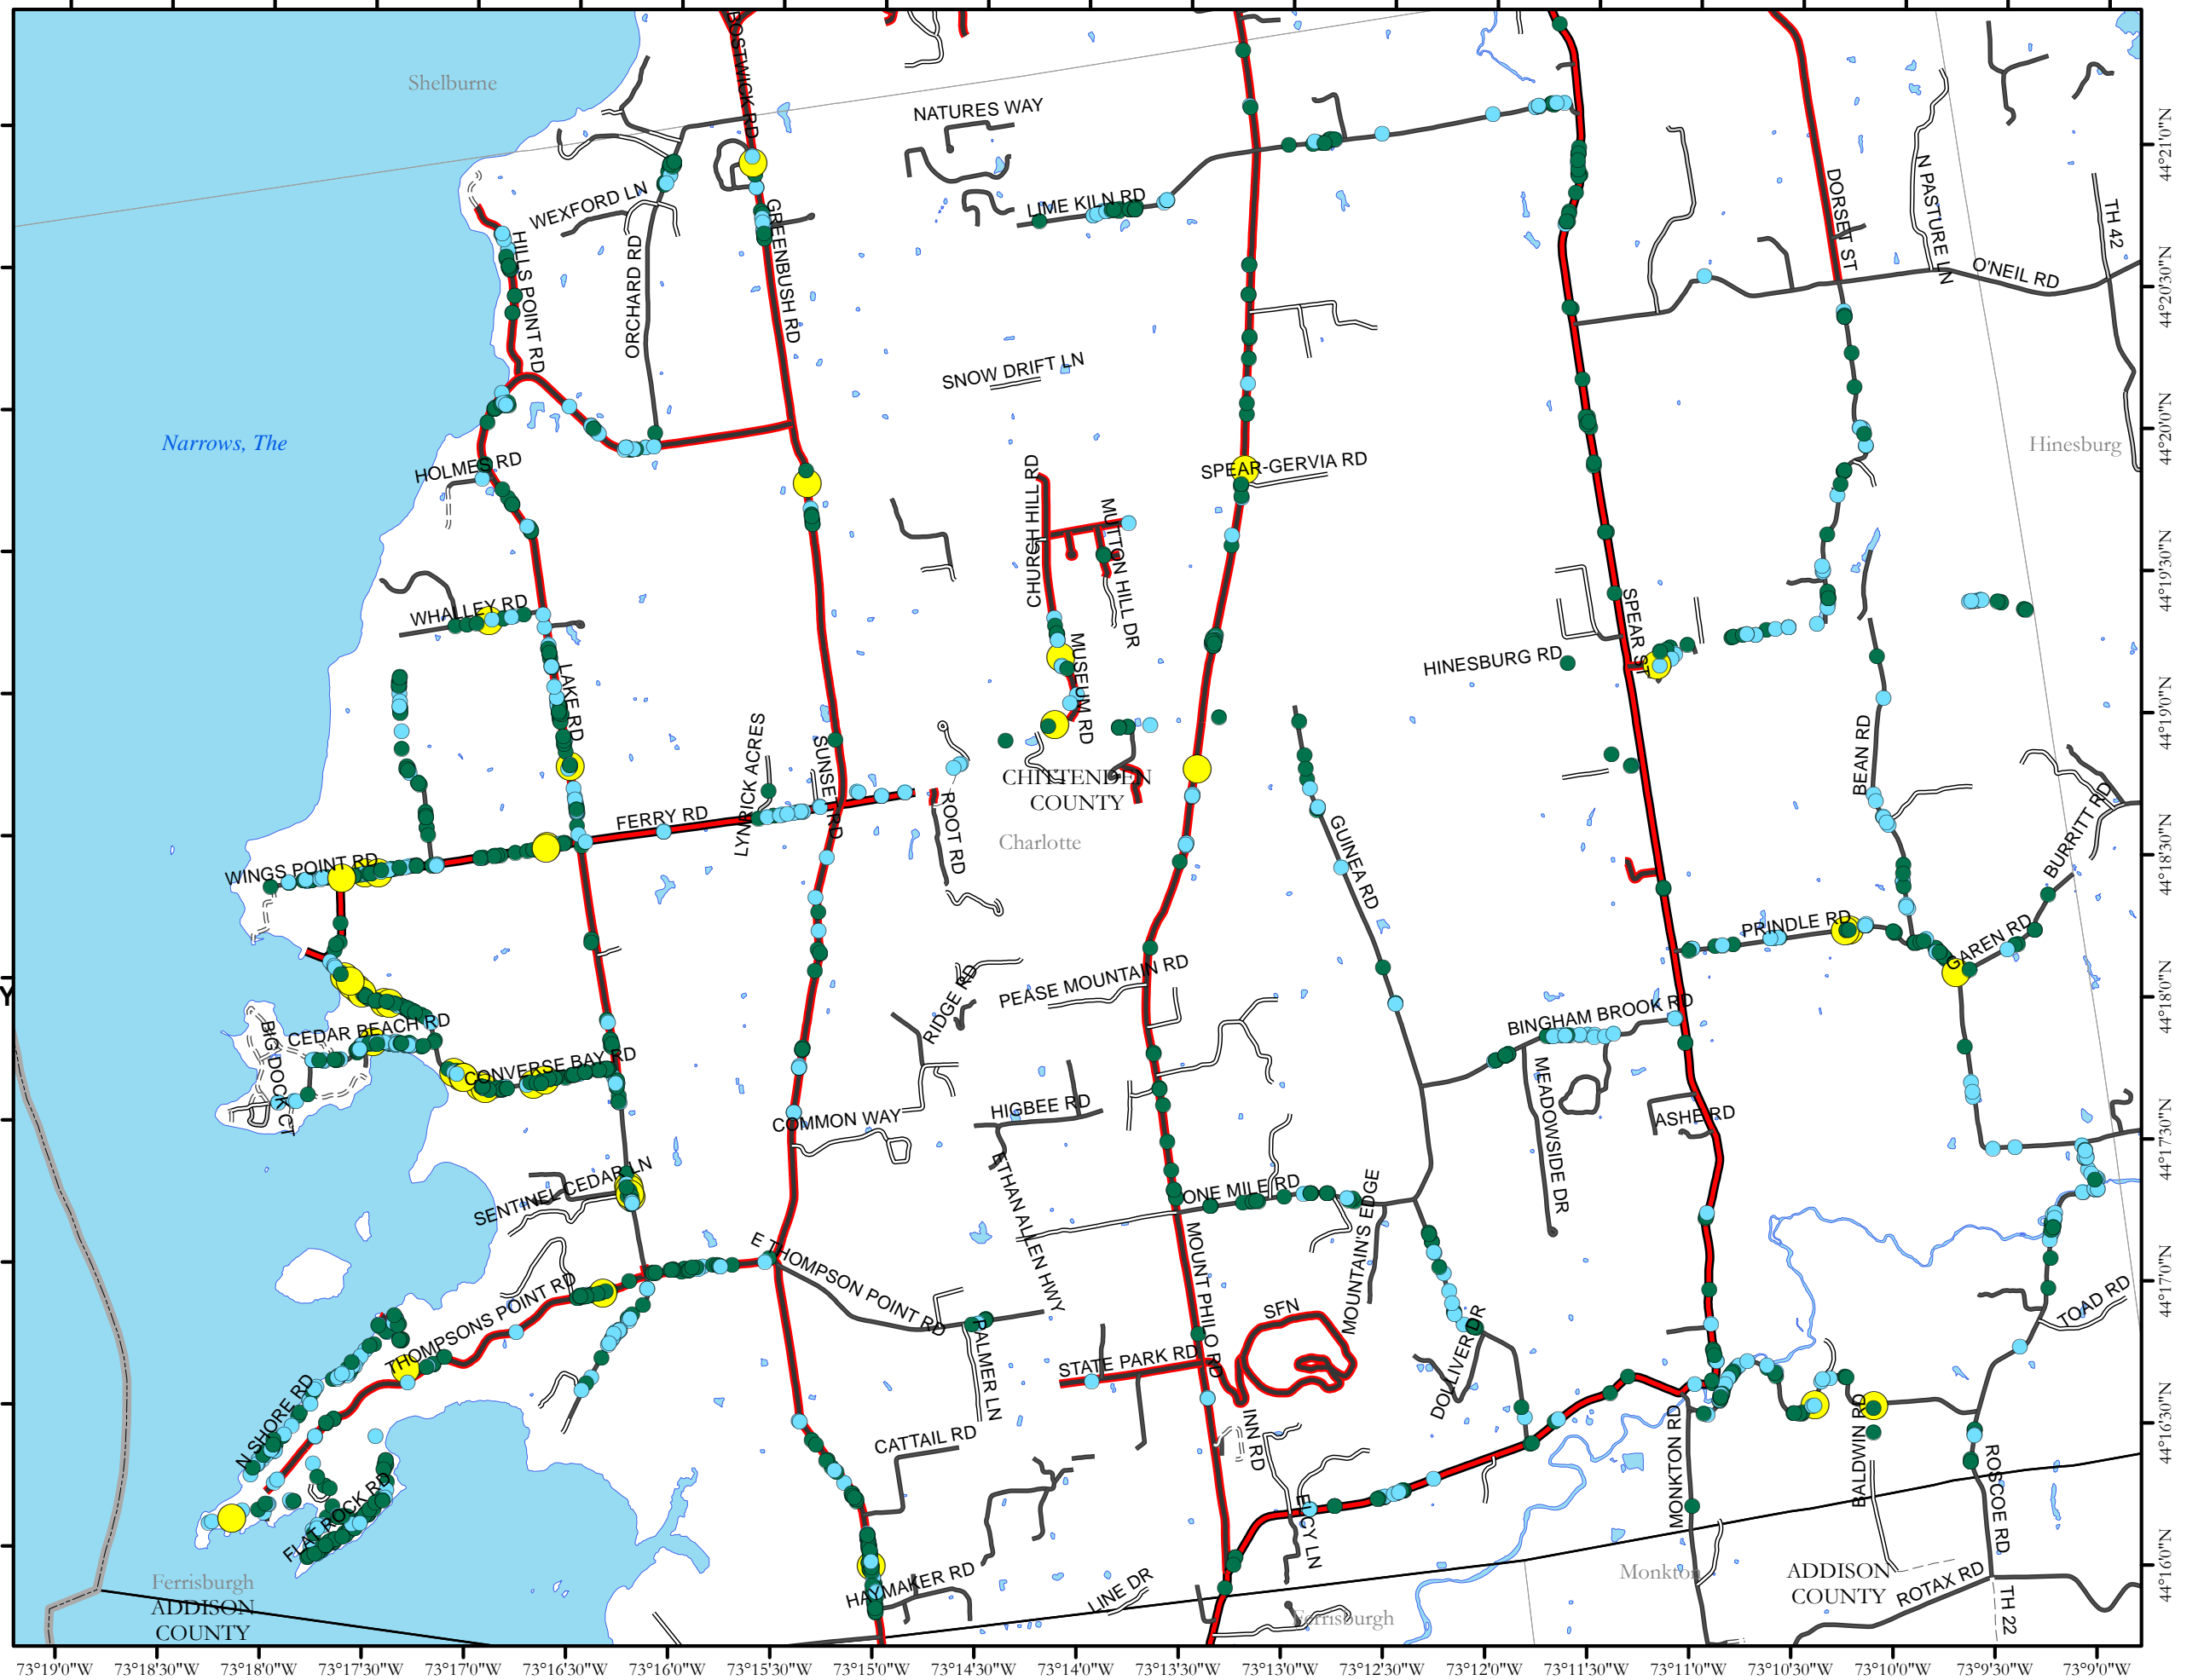 Shelburne
BOSTWICK RD
NATURES WAY
WEXFORD LN
LIME KILN RD
HILLS POINT RD
ORCHARD RD
GREENBUSH RD
DORSET ST
N PASTURE LN
TH 42
O'NEIL RD
SNOW DRIFT LN
Narrows, The
HOLMES RD
SPEAR-GERVIA RD
Hinesburg
CHURCH HILL RD
MUTTON HILL DR
WHALLEY RD
LAKE RD
MUSEUM RD
HINESBURG RD
SPEAR ST
BEAN RD
LYNRICK ACRES
SUNSET RD
CHITTENDEN
COUNTY
FERRY RD
ROOT RD
Charlotte
GUINEA RD
BURRITT RD
WINGS POINT RD
PRINDLE RD
GAREN RD
Y
RIDGE RD
PEASE MOUNTAIN RD
BINGHAM BROOK RD
BIG DOCK CT
CEDAR BEACH RD
CONVERSE BAY RD
MEADOWSIDE DR
COMMON WAY
HIGBEE RD
ASHE RD
SENTINEL CEDAR LN
ETHAN ALLEN HWY
ONE MILE RD
MOUNTAIN'S EDGE
E THOMPSON POINT RD
MOUNT PHILO RD
THOMPSONS POINT RD
SFN
TOAD RD
STATE PARK RD
PALMER LN
DOLLIVER DR
N SHORE RD
INN RD
CATTAIL RD
MONKTON RD
BALDWIN RD
ROSCOE RD
FLAT ROCK RD
ELCY LN
HAYMAKER RD
LINE DR
Ferrisburgh
ADDISON
COUNTY
Ferrisburgh
Monkton
ADDISON
COUNTY
ROTAX RD
TH 22
44°21'0"N
44°20'30"N
44°20'0"N
44°19'30"N
44°19'0"N
44°18'30"N
44°18'0"N
44°17'30"N
44°17'0"N
44°16'30"N
44°16'0"N
73°19'0"W 73°18'30"W 73°18'0"W 73°17'30"W 73°17'0"W 73°16'30"W 73°16'0"W 73°15'30"W 73°15'0"W 73°14'30"W 73°14'0"W 73°13'30"W 73°13'0"W 73°12'30"W 73°12'0"W 73°11'30"W 73°11'0"W 73°10'30"W 73°10'0"W 73°9'30"W 73°9'0"W